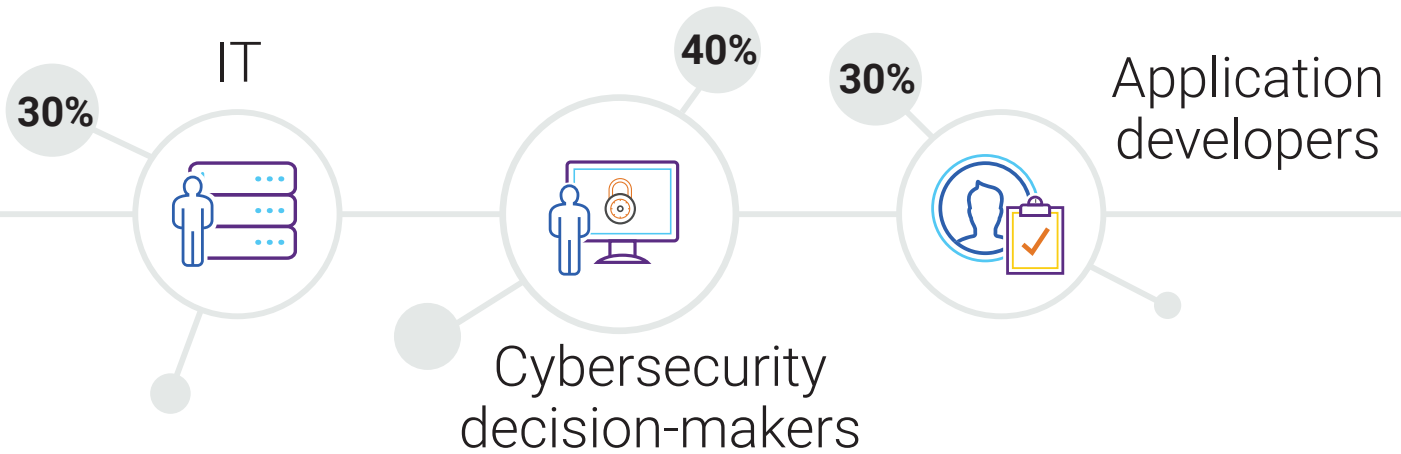 30%
IT
40%
Cybersecurity
decision-makers
30%
Application
developers